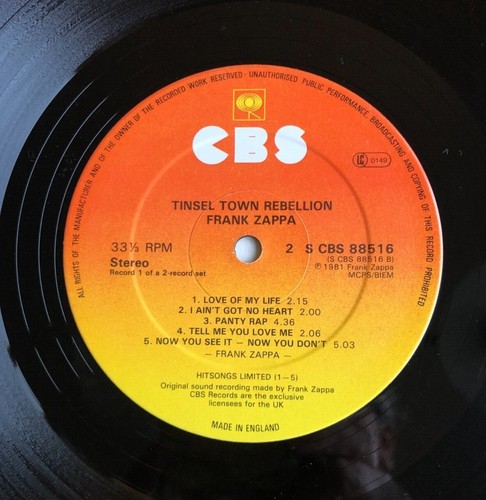 ALL RIGHTS OF THE MANUFACTURER AND OF THE OWNER OF THE RECORDED WORK RESERVED · UNAUTHORISED PUBLIC PERFORMANCE, BROADCASTING AND COPYING OF THIS RECORD PROHIBITED
CBS
LC 0149
TINSEL TOWN REBELLION
FRANK ZAPPA
33⅓ RPM
Stereo
Record 1 of a 2-record set
2 S CBS 88516
(S CBS 88516 B)
℗ 1981 Frank Zappa
MCPS/BIEM
1. LOVE OF MY LIFE 2.15
2. I AIN'T GOT NO HEART 2.00
3. PANTY RAP 4.36
4. TELL ME YOU LOVE ME 2.06
5. NOW YOU SEE IT – NOW YOU DON'T 5.03
– FRANK ZAPPA –
HITSONGS LIMITED (1–5)
Original sound recording made by Frank Zappa
CBS Records are the exclusive
licensees for the UK
MADE IN ENGLAND